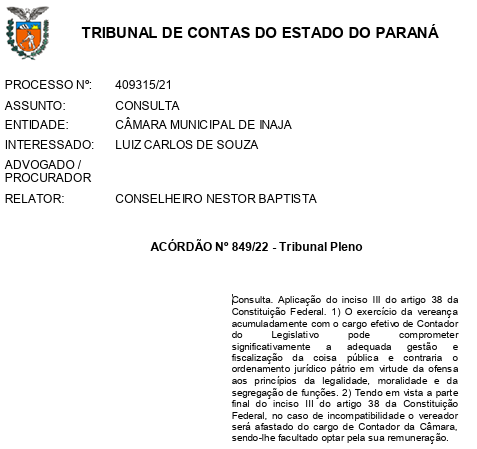 TRIBUNAL DE CONTAS DO ESTADO DO PARANÁ
PROCESSO Nº: 409315/21
ASSUNTO: CONSULTA
ENTIDADE: CÂMARA MUNICIPAL DE INAJA
INTERESSADO: LUIZ CARLOS DE SOUZA
ADVOGADO /
PROCURADOR
RELATOR: CONSELHEIRO NESTOR BAPTISTA
ACÓRDÃO Nº 849/22 - Tribunal Pleno
Consulta. Aplicação do inciso III do artigo 38 da
Constituição Federal. 1) O exercício da vereança
acumuladamente com o cargo efetivo de Contador
do Legislativo pode comprometer
significativamente a adequada gestão e
fiscalização da coisa pública e contraria o
ordenamento jurídico pátrio em virtude da ofensa
aos princípios da legalidade, moralidade e da
segregação de funções. 2) Tendo em vista a parte
final do inciso III do artigo 38 da Constituição
Federal, no caso de incompatibilidade o vereador
será afastado do cargo de Contador da Câmara,
sendo-lhe facultado optar pela sua remuneração.